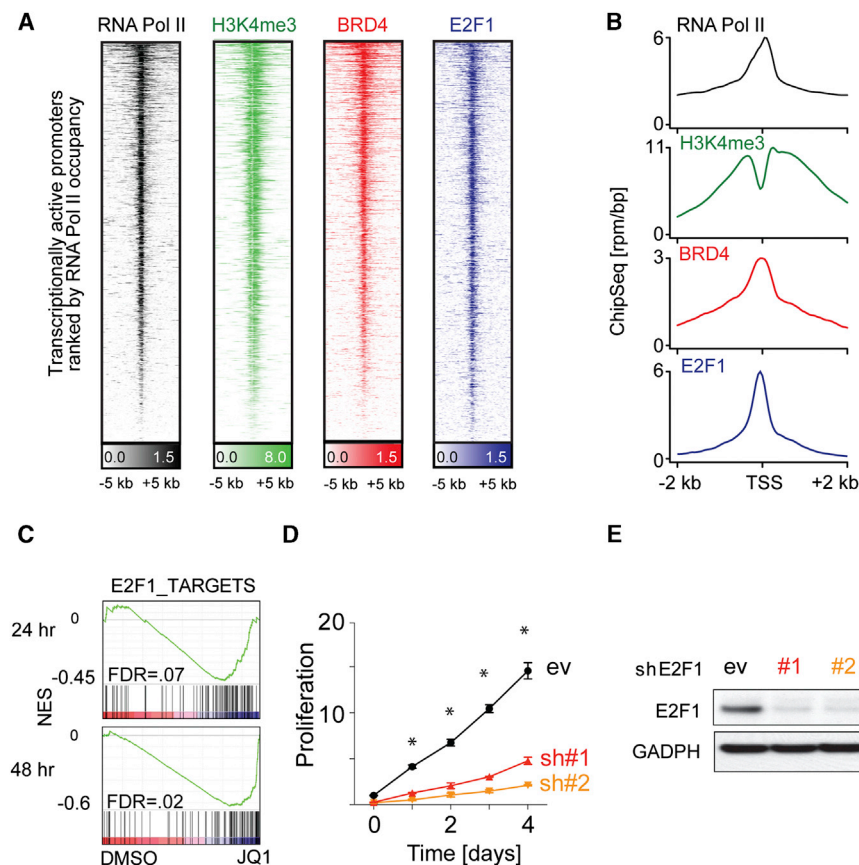 A
RNA Pol II H3K4me3 BRD4 E2F1
Transcriptionally active promoters
ranked by RNA Pol II occupancy
0.0 1.5 0.0 8.0 0.0 1.5 0.0 1.5
-5 kb +5 kb -5 kb +5 kb -5 kb +5 kb -5 kb +5 kb
B
RNA Pol II
6
0
H3K4me3
11
0
BRD4
3
0
E2F1
6
0
ChipSeq [rpm/bp]
-2 kb TSS +2 kb
C
E2F1_TARGETS
24 hr
0
-0.45
FDR=.07
NES
48 hr
0
-0.6
FDR=.02
DMSO JQ1
D
Proliferation
20
10
0
* * * *
ev
sh#1
sh#2
0 2 4
Time [days]
E
shE2F1 ev #1 #2
E2F1
GADPH